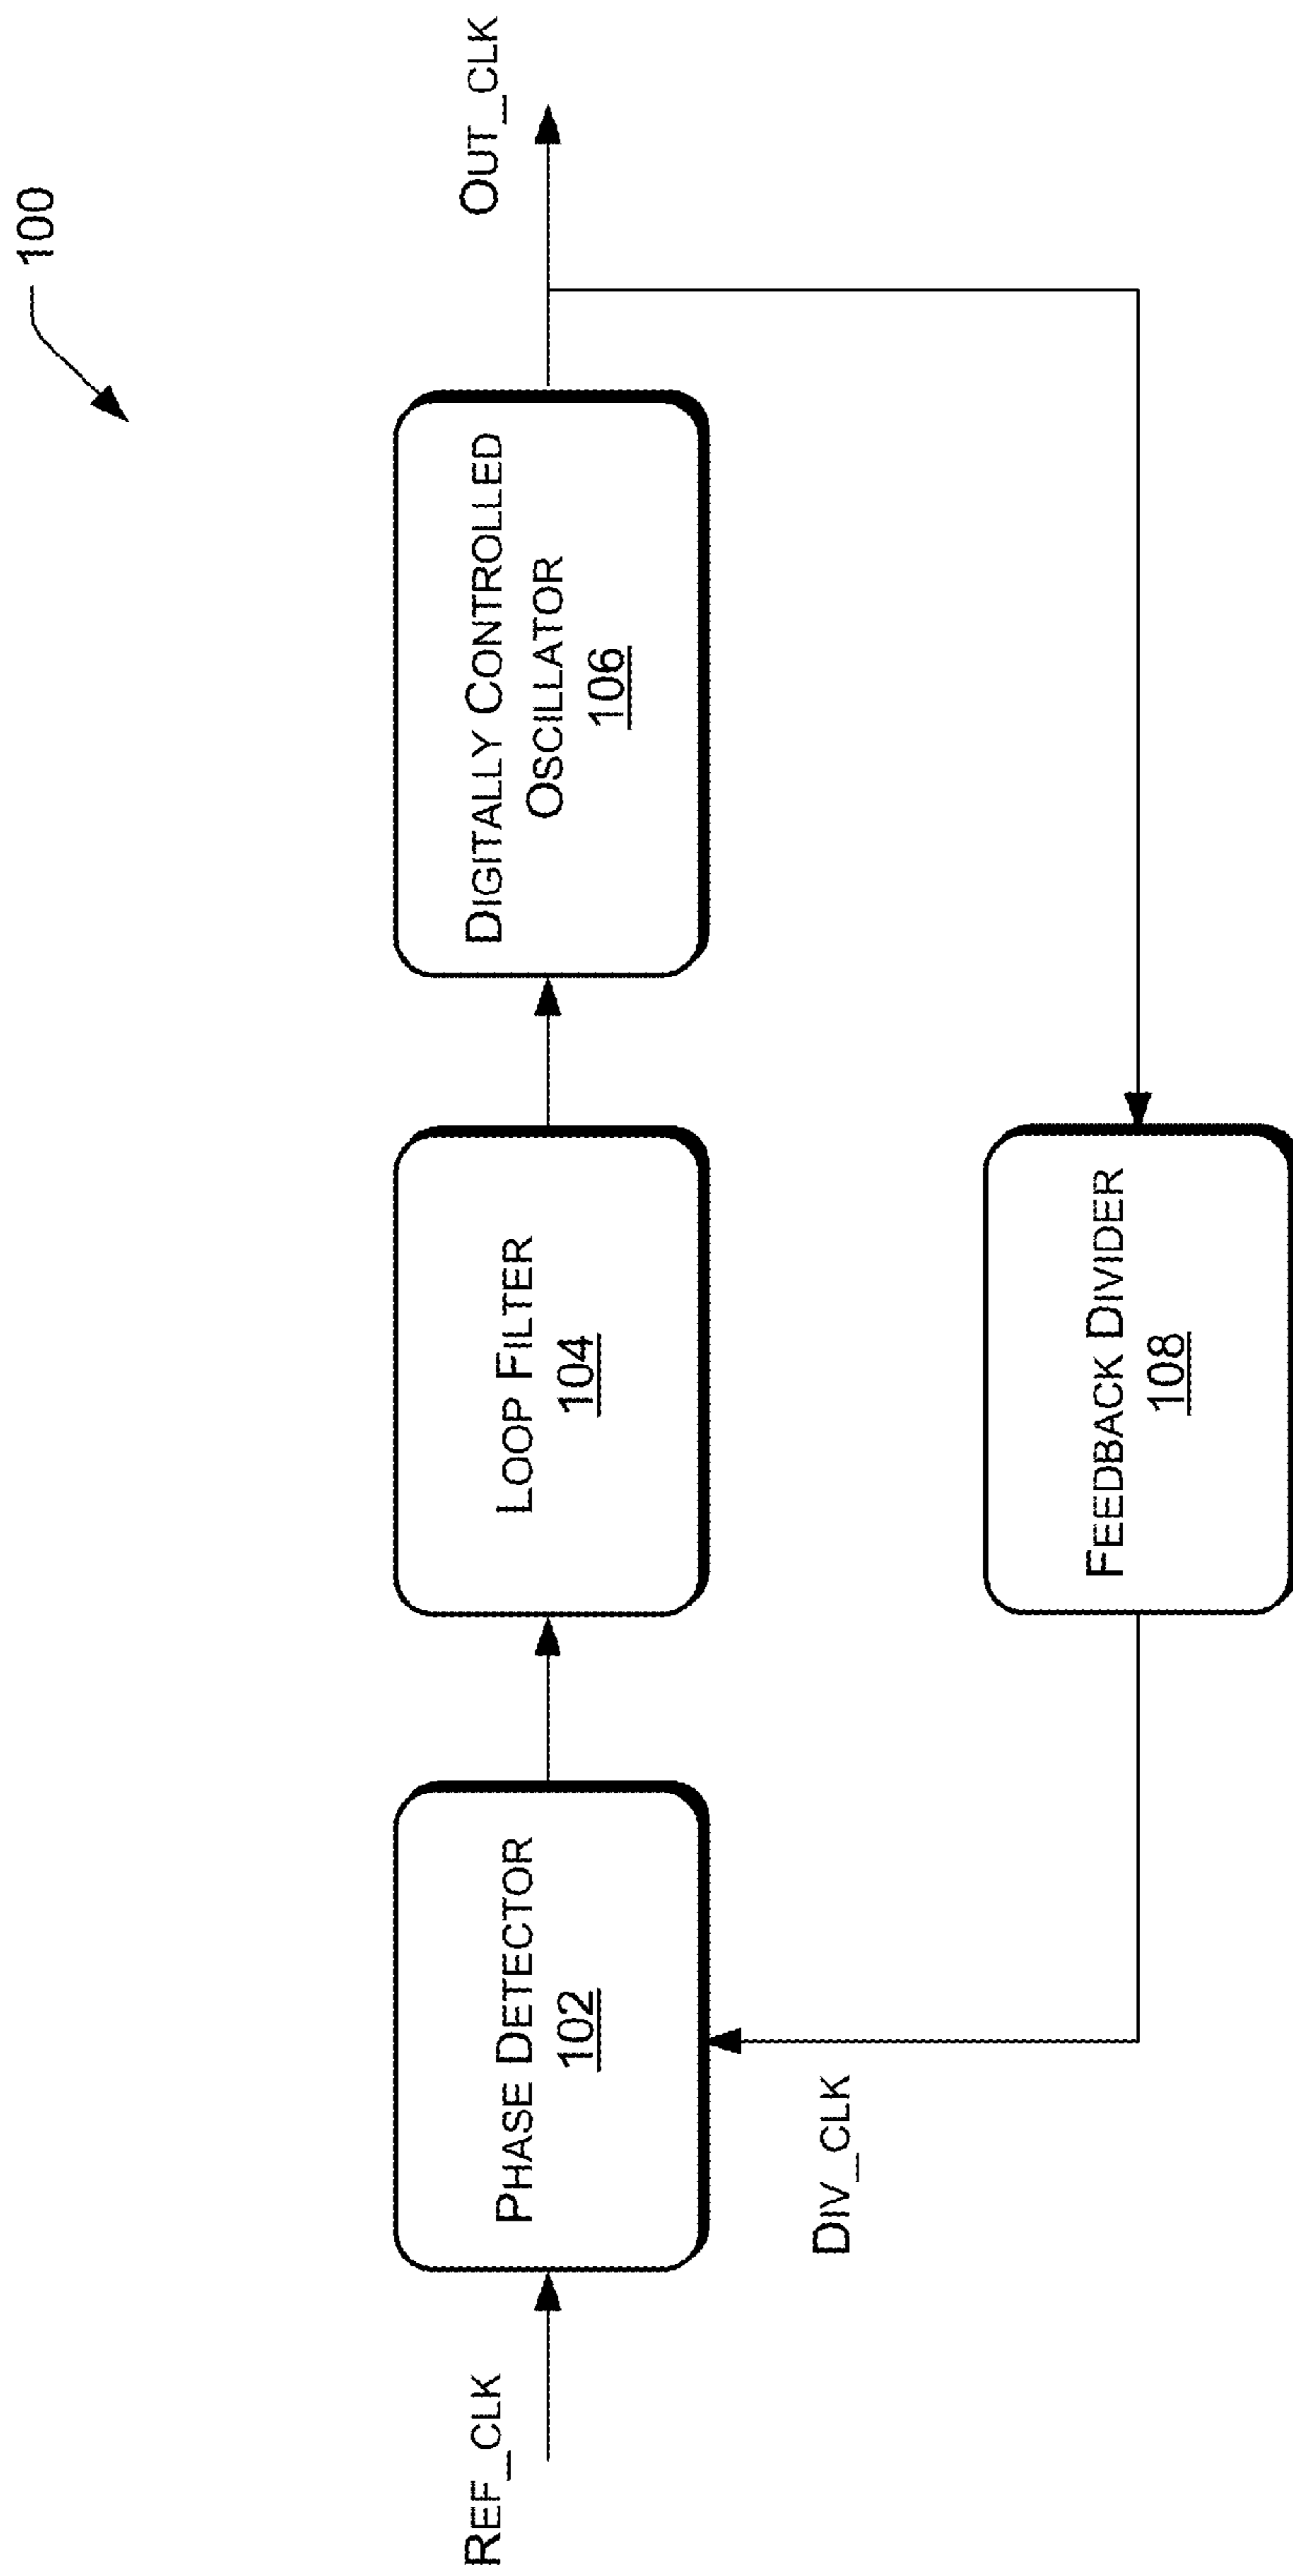 100
REF_CLK
PHASE DETECTOR
102
LOOP FILTER
104
DIGITALLY CONTROLLED
OSCILLATOR
106
OUT_CLK
DIV_CLK
FEEDBACK DIVIDER
108